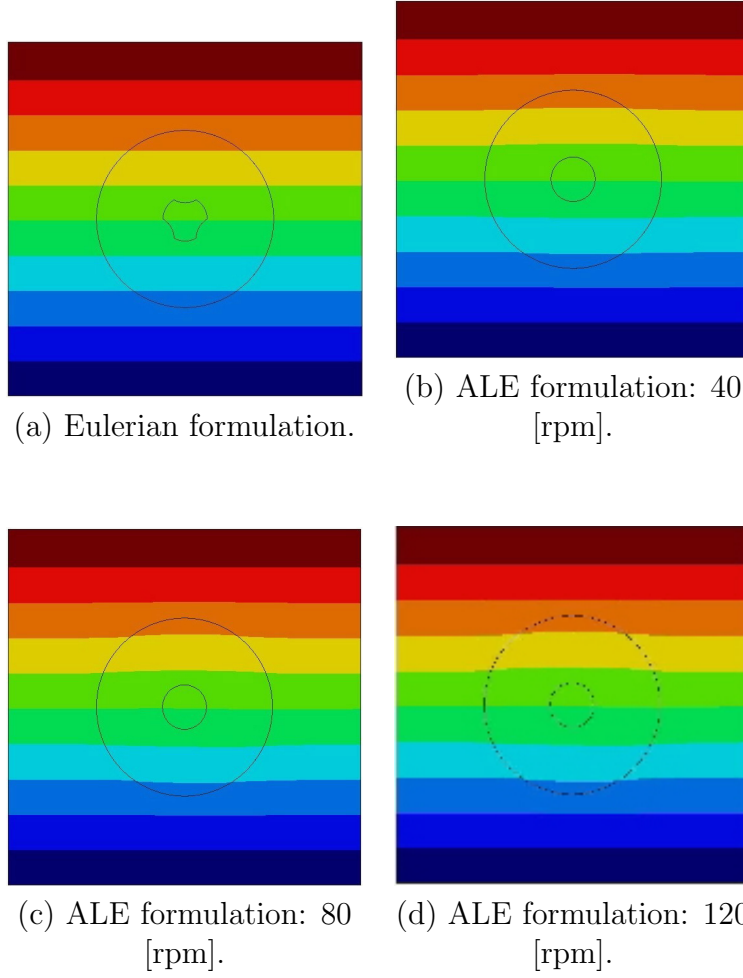 (a) Eulerian formulation.
(b) ALE formulation: 40
[rpm].
(c) ALE formulation: 80
[rpm].
(d) ALE formulation: 120
[rpm].